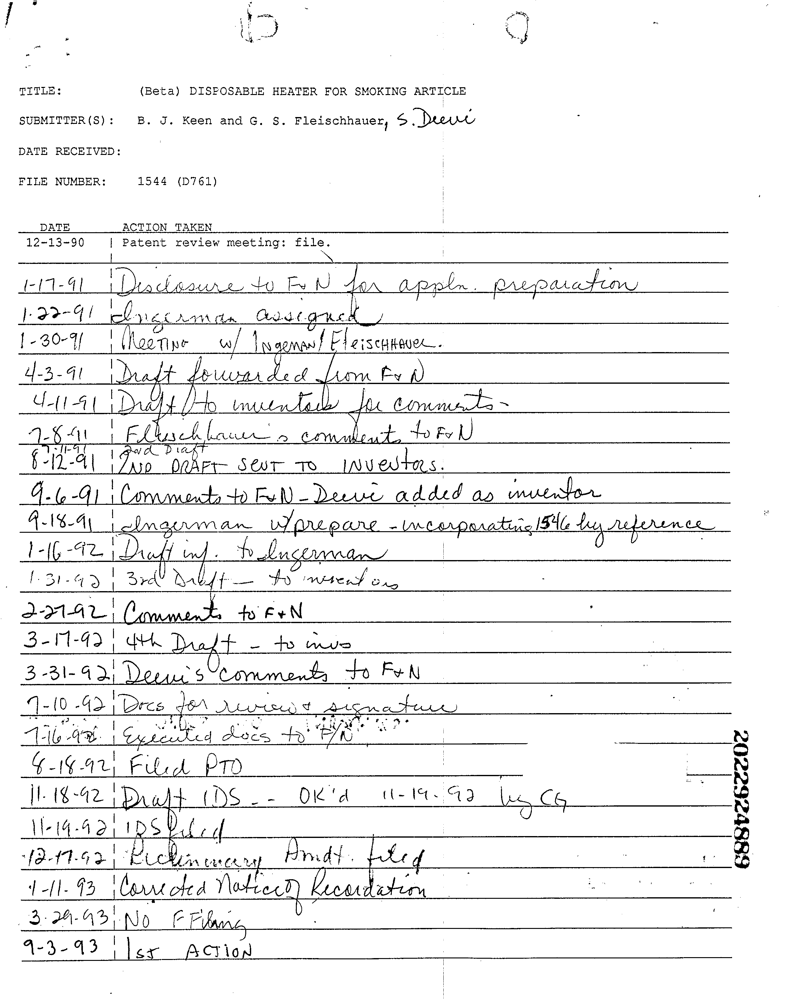 TITLE: (Beta) DISPOSABLE HEATER FOR SMOKING ARTICLE
SUBMITTER(S): B. J. Keen and G. S. Fleischhauer, S. Deevi
DATE RECEIVED:
FILE NUMBER: 1544 (D761)
DATE ACTION TAKEN
12-13-90 | Patent review meeting: file.
1-17-91 | Disclosure to F&N for appln. preparation
1-22-91 | Ingerman assigned
1-30-91 | Meeting w/ Ingeman/Fleischhauer.
4-3-91 | Draft forwarded from F&N
4-11-91 | Draft to inventors for comments-
7-8-91 | Fleischhauer's comments to F&N
7-11-91 2nd Draft
8-12-91 | 2ND DRAFT SENT TO INVENTORS.
9-6-91 | Comments to F&N - Deevi added as inventor
9-18-91 | Ingerman w/prepare - incorporating 1546 by reference
1-16-92 | Draft inf. to Ingerman
1-31-92 | 3rd Draft - to inventors
2-27-92 | Comments to F+N
3-17-92 | 4th Draft - to invs
3-31-92 | Deevi's comments to F&N
7-10-92 | Docs for review & signature
7-16-92 | Executed docs to F/N
8-18-92 | Filed PTO
11-18-92 | Draft IDS -- OK'd 11-19-92 by CG
11-19-92 | IDS filed
12-17-92 | Preliminary Amdt. filed
1-11-93 | Corrected Notice of Recordation
3-29-93 | No F Filing
9-3-93 | 1st ACTION
2022924889